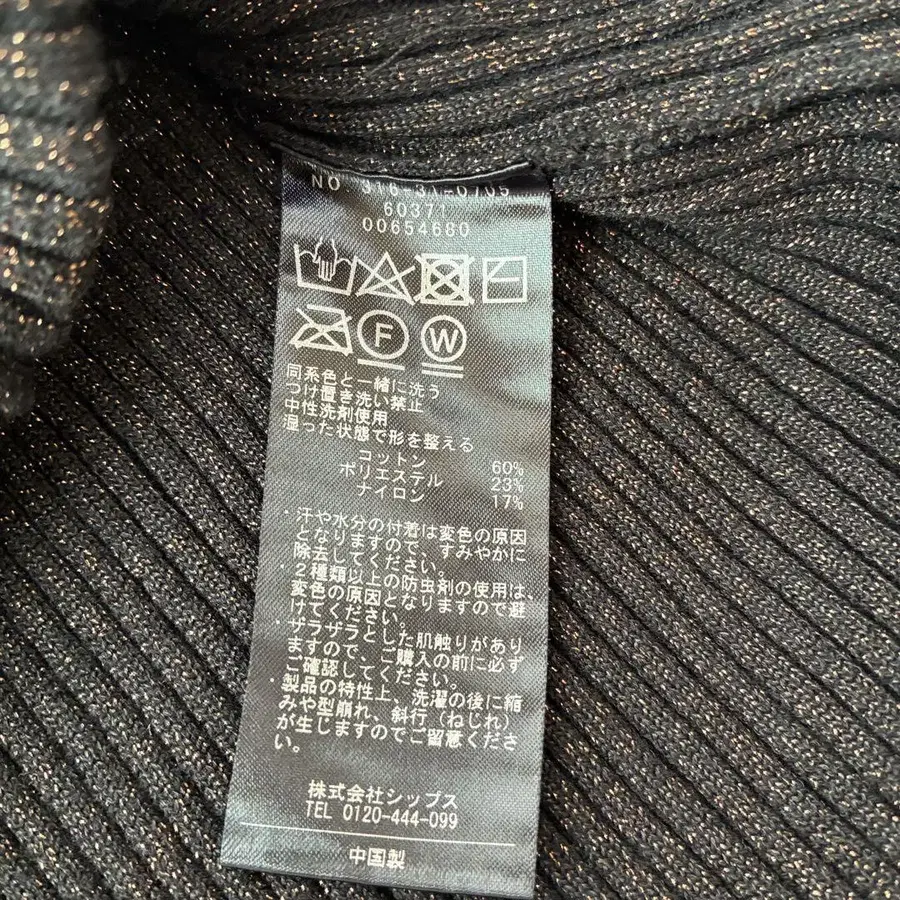 NO 316-3
60371
00654680
F W
同系色と一緒に洗う
つけ置き洗い禁止
中性洗剤使用
湿った状態で形を整える
コットン 60%
ポリエステル 23%
ナイロン 17%
・汗や水分の付着は変色の原因
となりますので、すみやかに
除去してください。
・2種類以上の防虫剤の使用は、
変色の原因となりますので避
けてください。
・ザラザラとした肌触りがあり
ますので、ご購入の前に必ず
ご確認してください。
・製品の特性上、洗濯の後に縮
みや型崩れ、斜行(ねじれ)
が生じますのでご留意くださ
い。
株式会社シップス
TEL 0120-444-099
中国製